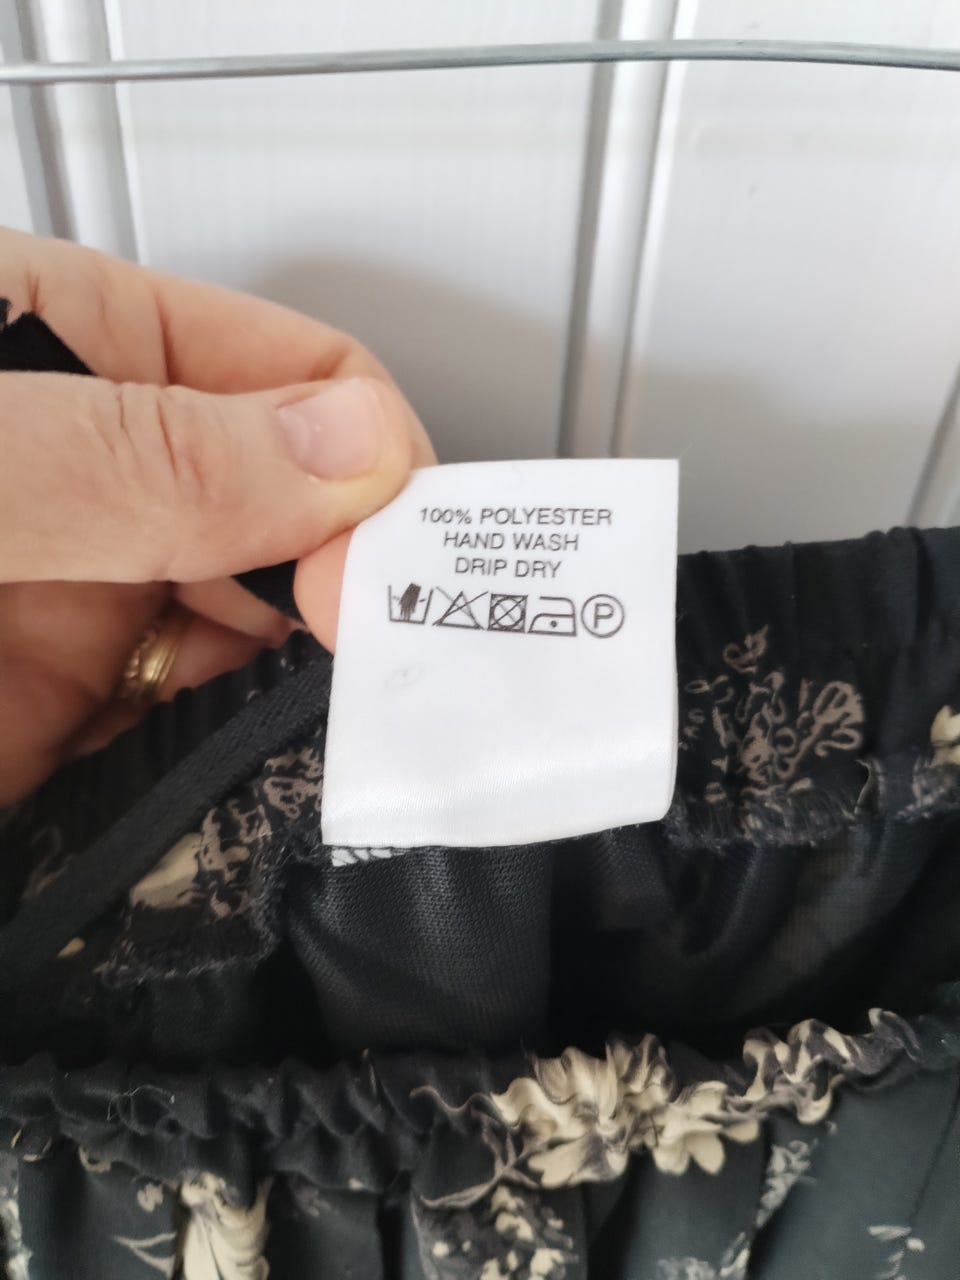 100% POLYESTER
HAND WASH
DRIP DRY
P